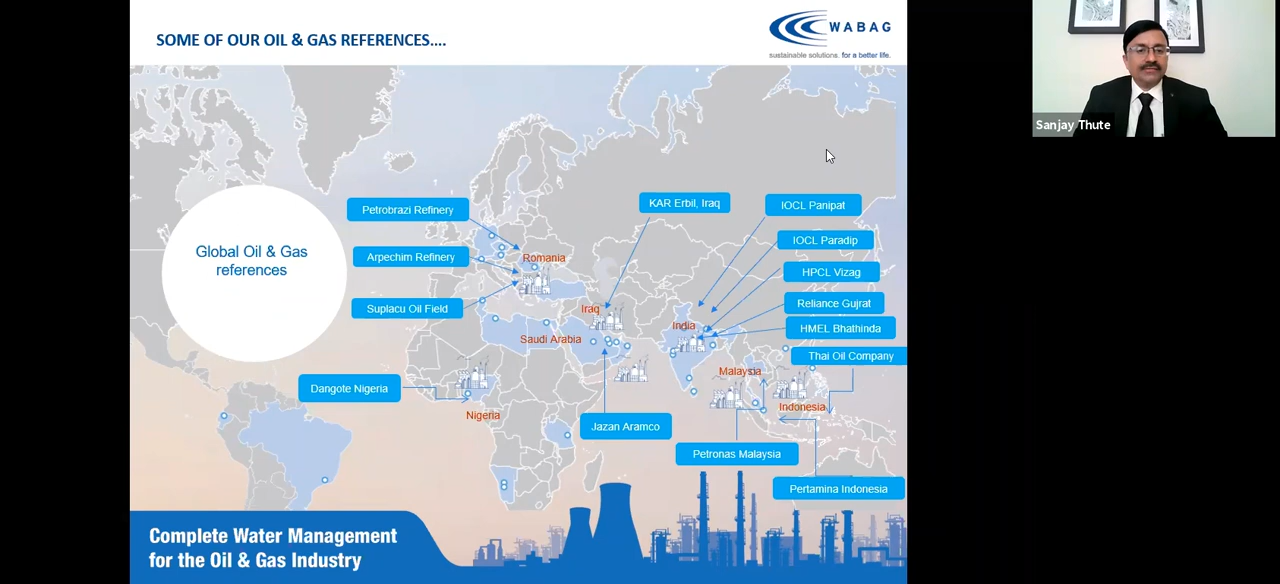 SOME OF OUR OIL & GAS REFERENCES....
WABAG
sustainable solutions. for a better life.
Sanjay Thute
Global Oil & Gas
references
Petrobrazi Refinery
Arpechim Refinery
Suplacu Oil Field
Dangote Nigeria
KAR Erbil, Iraq
IOCL Panipat
IOCL Paradip
HPCL Vizag
Reliance Gujrat
HMEL Bhathinda
Thai Oil Company
Romania
Iraq
Saudi Arabia
India
Malaysia
Indonesia
Nigeria
Jazan Aramco
Petronas Malaysia
Pertamina Indonesia
Complete Water Management
for the Oil & Gas Industry